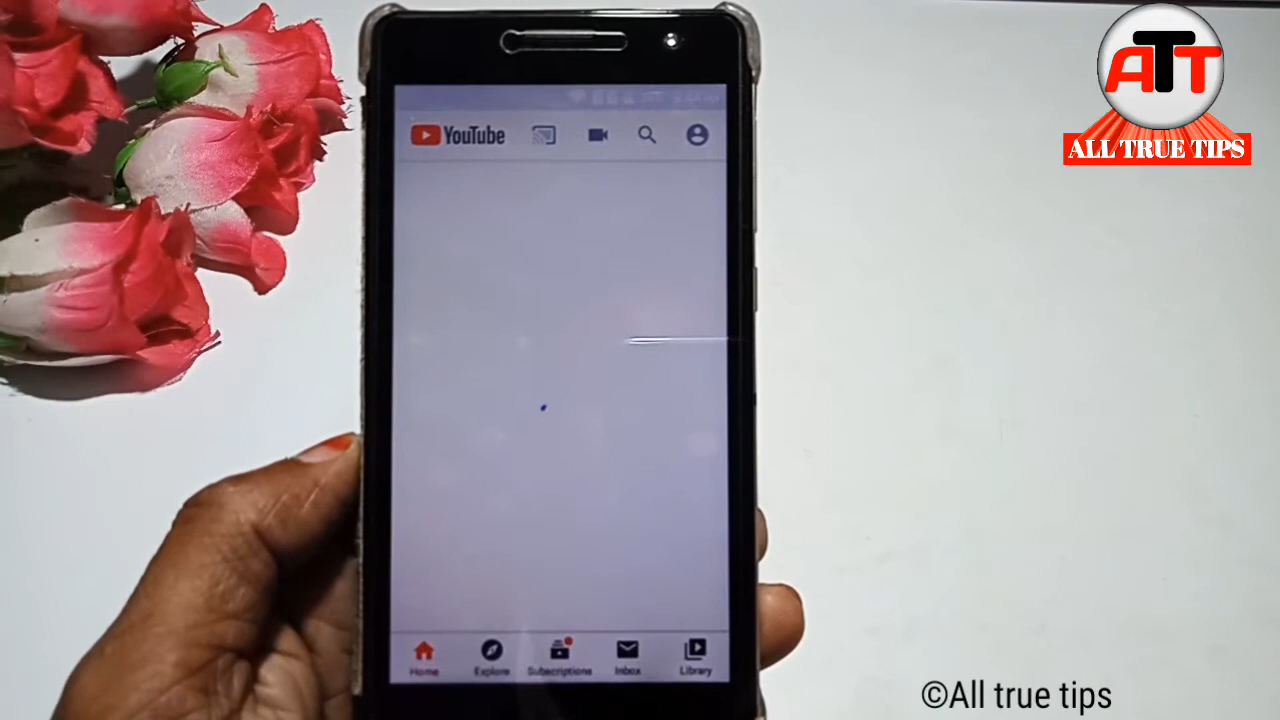 ATT
ALL TRUE TIPS
YouTube
Home
Explore
Subscriptions
Inbox
Library
©All true tips